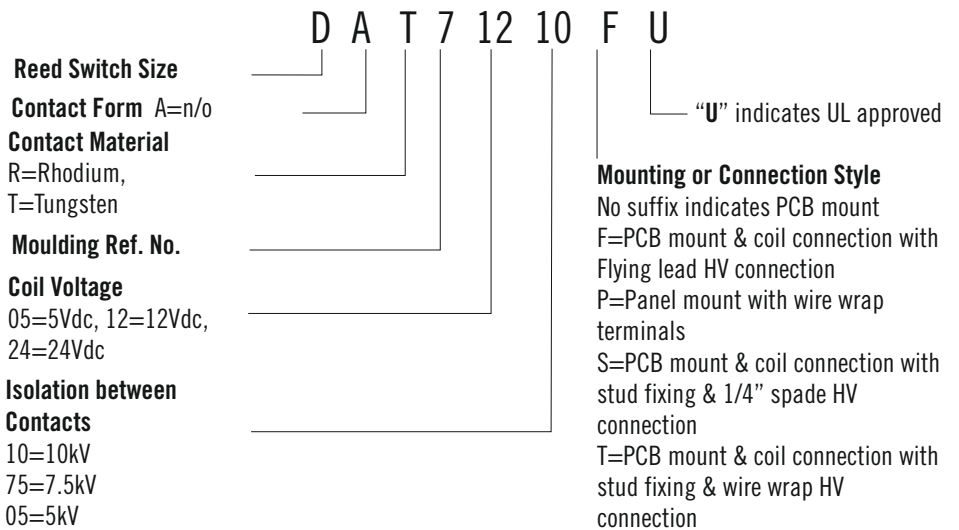 D A T 7 12 10 F U
Reed Switch Size
Contact Form A=n/o
Contact Material
R=Rhodium,
T=Tungsten
Moulding Ref. No.
Coil Voltage
05=5Vdc, 12=12Vdc,
24=24Vdc
Isolation between
Contacts
10=10kV
75=7.5kV
05=5kV
“U” indicates UL approved
Mounting or Connection Style
No suffix indicates PCB mount
F=PCB mount & coil connection with
Flying lead HV connection
P=Panel mount with wire wrap
terminals
S=PCB mount & coil connection with
stud fixing & 1/4” spade HV
connection
T=PCB mount & coil connection with
stud fixing & wire wrap HV
connection